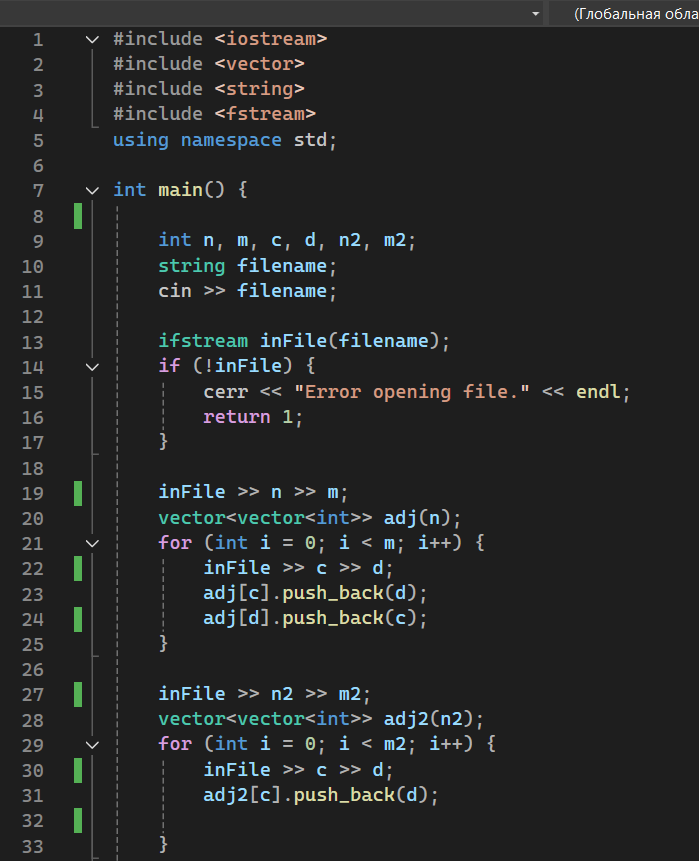 (Глобальная обла
1 #include <iostream>
2 #include <vector>
3 #include <string>
4 #include <fstream>
5 using namespace std;
6
7 int main() {
8
9 int n, m, c, d, n2, m2;
10 string filename;
11 cin >> filename;
12
13 ifstream inFile(filename);
14 if (!inFile) {
15 cerr << "Error opening file." << endl;
16 return 1;
17 }
18
19 inFile >> n >> m;
20 vector<vector<int>> adj(n);
21 for (int i = 0; i < m; i++) {
22 inFile >> c >> d;
23 adj[c].push_back(d);
24 adj[d].push_back(c);
25 }
26
27 inFile >> n2 >> m2;
28 vector<vector<int>> adj2(n2);
29 for (int i = 0; i < m2; i++) {
30 inFile >> c >> d;
31 adj2[c].push_back(d);
32
33 }